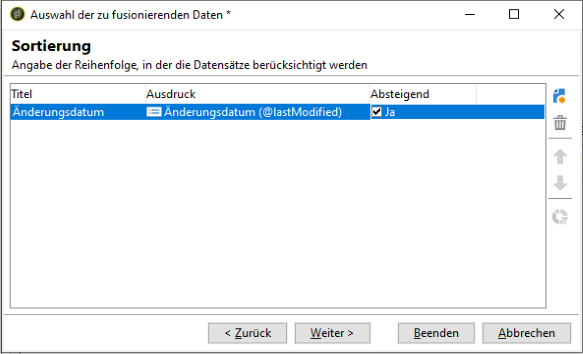 Auswahl der zu fusionierenden Daten *
Sortierung
Angabe der Reihenfolge, in der die Datensätze berücksichtigt werden
Titel Ausdruck Absteigend
Änderungsdatum Änderungsdatum (@lastModified) Ja
< Zurück Weiter > Beenden Abbrechen